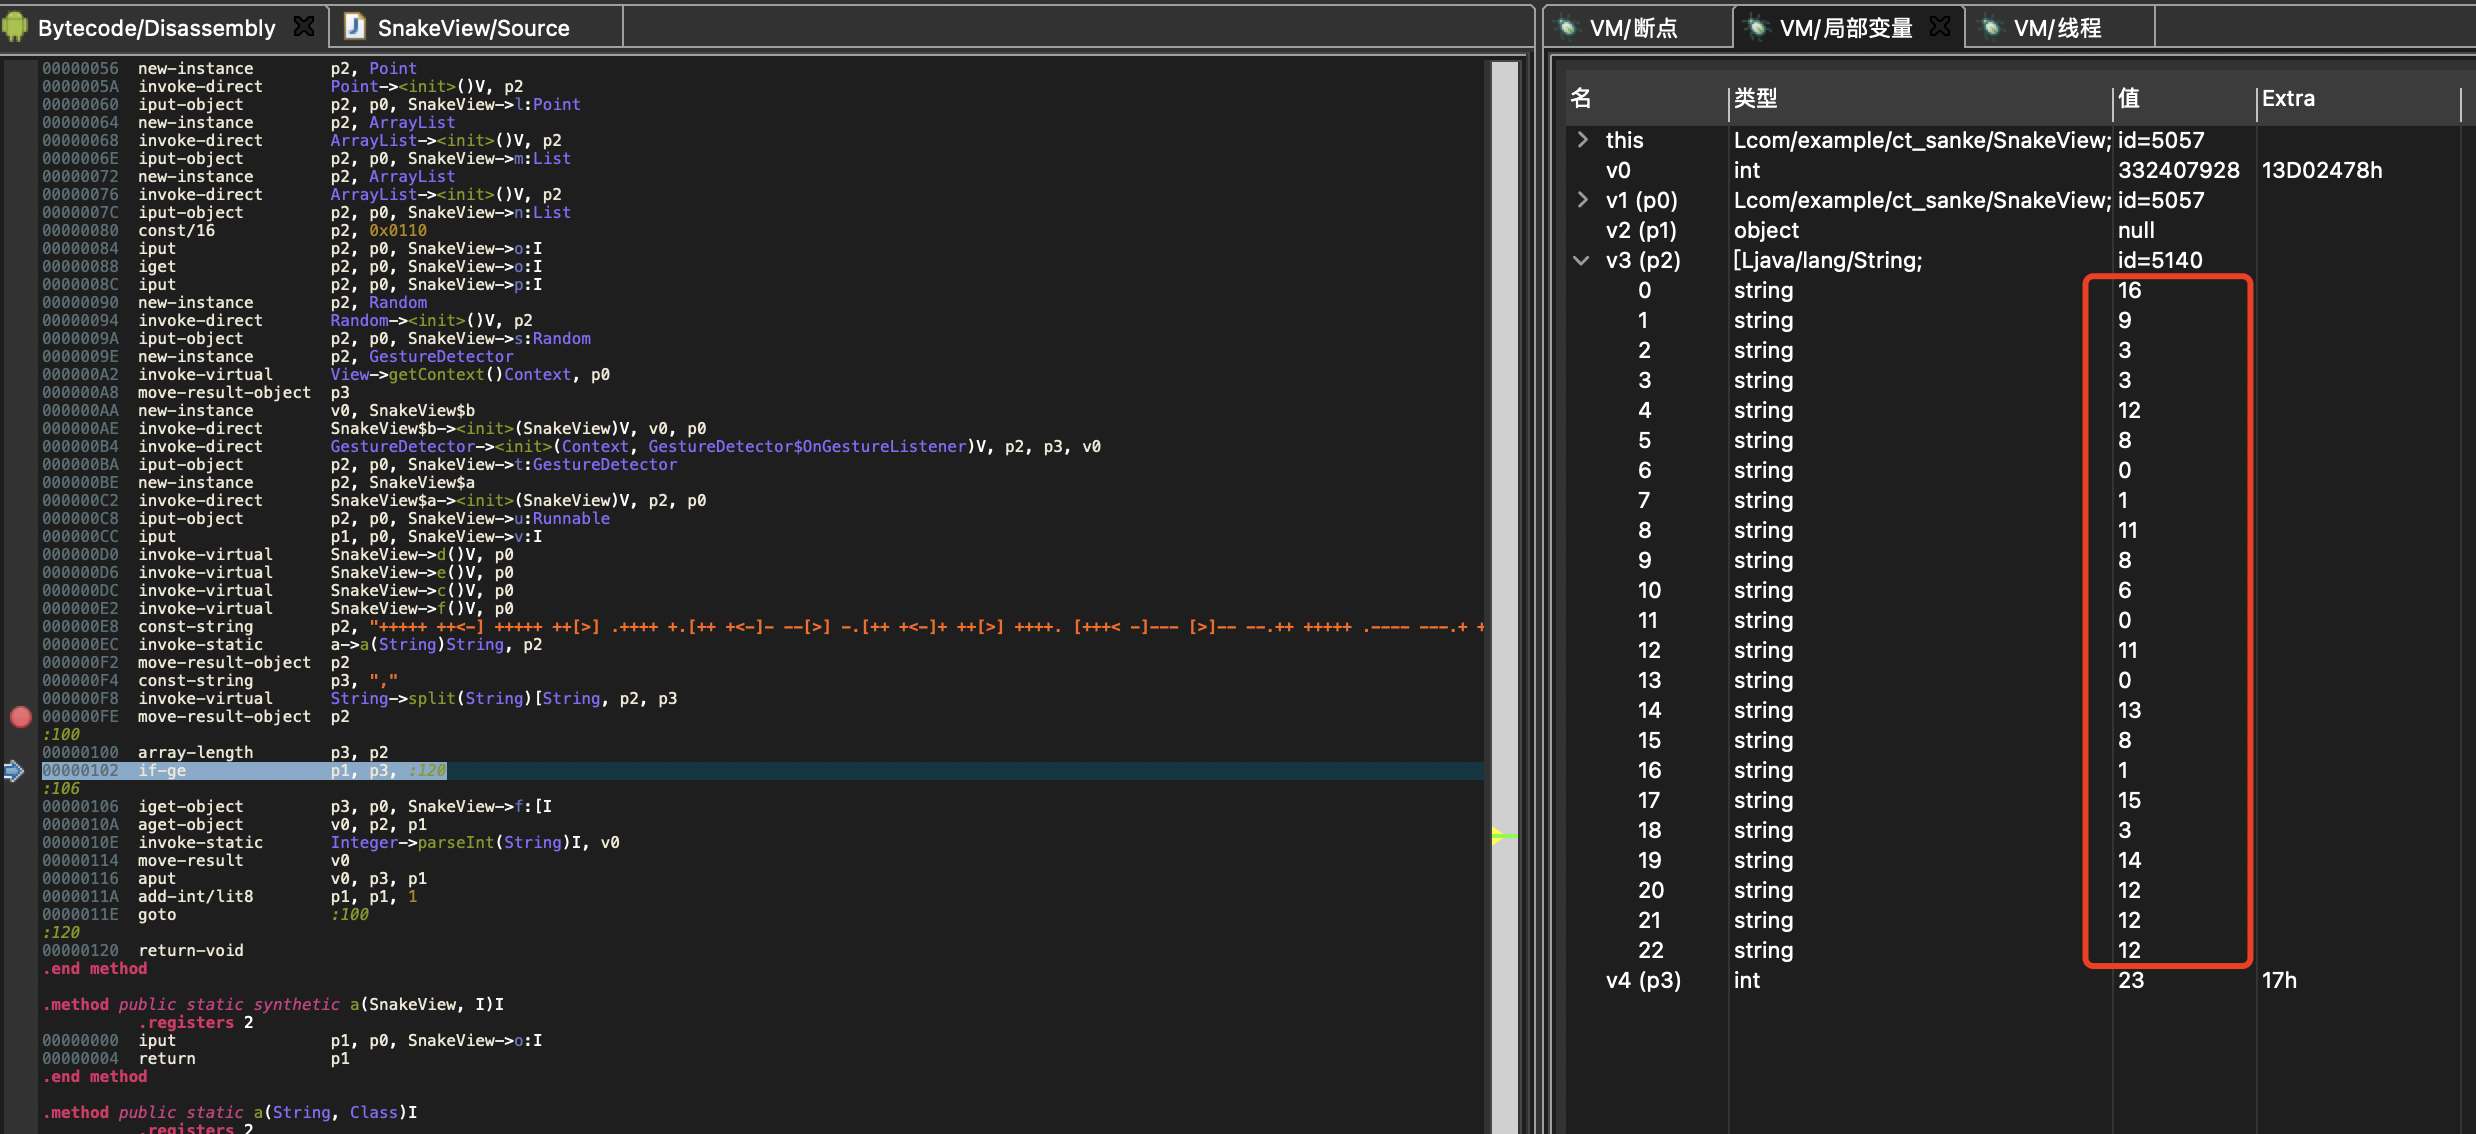 Bytecode/Disassembly
SnakeView/Source
00000056 new-instance p2, Point
0000005A invoke-direct Point-><init>()V, p2
00000060 iput-object p2, p0, SnakeView->l:Point
00000064 new-instance p2, ArrayList
00000068 invoke-direct ArrayList-><init>()V, p2
0000006E iput-object p2, p0, SnakeView->m:List
00000072 new-instance p2, ArrayList
00000076 invoke-direct ArrayList-><init>()V, p2
0000007C iput-object p2, p0, SnakeView->n:List
00000080 const/16 p2, 0x0110
00000084 iput p2, p0, SnakeView->o:I
00000088 iget p2, p0, SnakeView->o:I
0000008C iput p2, p0, SnakeView->p:I
00000090 new-instance p2, Random
00000094 invoke-direct Random-><init>()V, p2
0000009A iput-object p2, p0, SnakeView->s:Random
0000009E new-instance p2, GestureDetector
000000A2 invoke-virtual View->getContext()Context, p0
000000A8 move-result-object p3
000000AA new-instance v0, SnakeView$b
000000AE invoke-direct SnakeView$b-><init>(SnakeView)V, v0, p0
000000B4 invoke-direct GestureDetector-><init>(Context, GestureDetector$OnGestureListener)V, p2, p3, v0
000000BA iput-object p2, p0, SnakeView->t:GestureDetector
000000BE new-instance p2, SnakeView$a
000000C2 invoke-direct SnakeView$a-><init>(SnakeView)V, p2, p0
000000C8 iput-object p2, p0, SnakeView->u:Runnable
000000CC iput p1, p0, SnakeView->v:I
000000D0 invoke-virtual SnakeView->d()V, p0
000000D6 invoke-virtual SnakeView->e()V, p0
000000DC invoke-virtual SnakeView->c()V, p0
000000E2 invoke-virtual SnakeView->f()V, p0
000000E8 const-string p2, "+++++ ++<-] +++++ ++[>] .++++ +.[++ +<-]- --[>] -.[++ +<-]+ ++[>] ++++. [+++< -]--- [>]-- --.++ +++++ .---- ---.+ +
000000EC invoke-static a->a(String)String, p2
000000F2 move-result-object p2
000000F4 const-string p3, ","
000000F8 invoke-virtual String->split(String)[String, p2, p3
000000FE move-result-object p2
:100
00000100 array-length p3, p2
00000102 if-ge p1, p3, :120
:106
00000106 iget-object p3, p0, SnakeView->f:[I
0000010A aget-object v0, p2, p1
0000010E invoke-static Integer->parseInt(String)I, v0
00000114 move-result v0
00000116 aput v0, p3, p1
0000011A add-int/lit8 p1, p1, 1
0000011E goto :100
:120
00000120 return-void
.end method
.method public static synthetic a(SnakeView, I)I
.registers 2
00000000 iput p1, p0, SnakeView->o:I
00000004 return p1
.end method
.method public static a(String, Class)I
.registers 2
VM/断点
VM/局部变量
VM/线程
名 类型 值 Extra
this Lcom/example/ct_sanke/SnakeView; id=5057
v0 int 332407928 13D02478h
v1 (p0) Lcom/example/ct_sanke/SnakeView; id=5057
v2 (p1) object null
v3 (p2) [Ljava/lang/String; id=5140
0 string 16
1 string 9
2 string 3
3 string 3
4 string 12
5 string 8
6 string 0
7 string 1
8 string 11
9 string 8
10 string 6
11 string 0
12 string 11
13 string 0
14 string 13
15 string 8
16 string 1
17 string 15
18 string 3
19 string 14
20 string 12
21 string 12
22 string 12
v4 (p3) int 23 17h